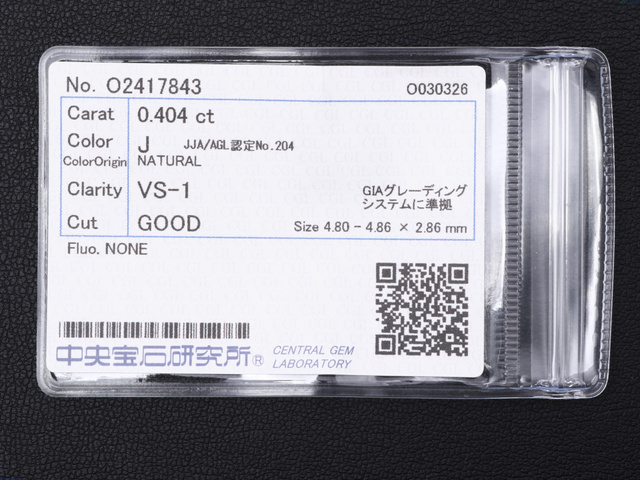 No. O2417843 O030326
Carat 0.404 ct
Color J JJA/AGL認定No.204
ColorOrigin NATURAL
Clarity VS-1 GIAグレーディング
システムに準拠
Cut GOOD Size 4.80 - 4.86 × 2.86 mm
Fluo. NONE
中央宝石研究所® CENTRAL GEM
LABORATORY